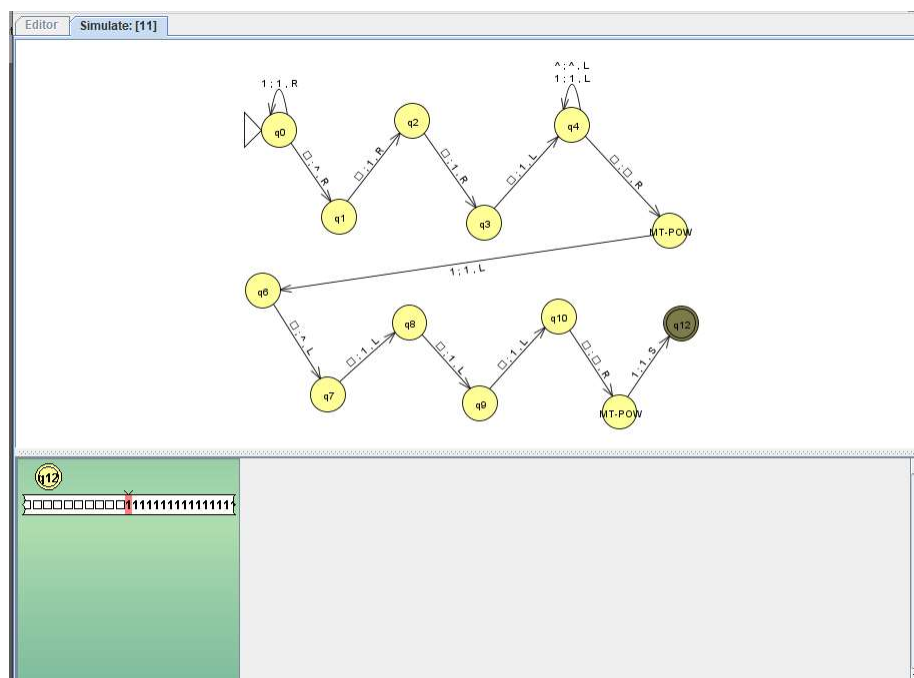 Editor
Simulate: [11]
^ ; ^ , L
1 ; 1 , R
1 ; 1 , L
q0
q2
q4
□ ; ^ , R
□ ; 1 , R
□ ; 1 , R
□ ; 1 , L
□ ; □ , R
q1
q3
MT-POW
1 ; 1 , L
q6
q8
q10
q12
□ ; ^ , L
□ ; 1 , L
□ ; 1 , L
□ ; 1 , L
□ ; □ , R
1 ; 1 , S
q7
q9
MT-POW
q12
□□□□□□□□□□111111111111111